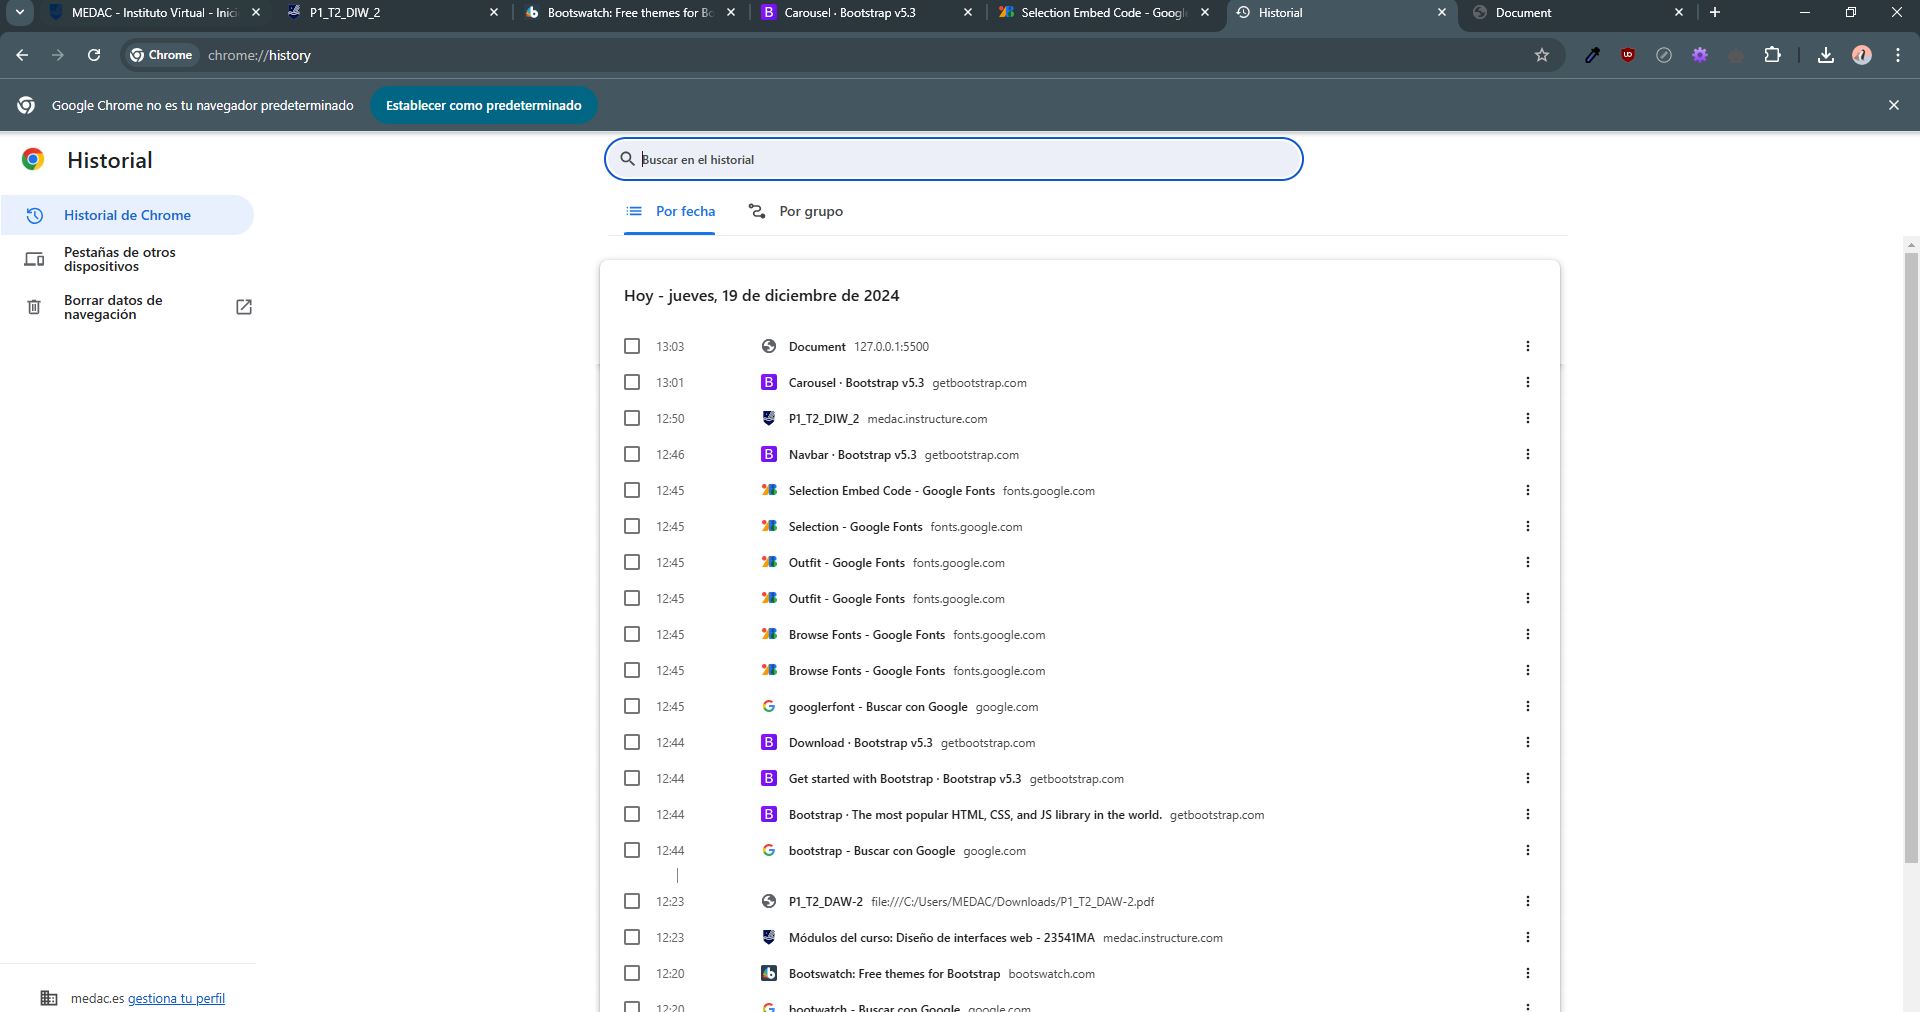 MEDAC - Instituto Virtual - Inici
P1_T2_DIW_2
Bootswatch: Free themes for Bo
Carousel · Bootstrap v5.3
Selection Embed Code - Google
Historial
Document
Chrome
chrome://history
Google Chrome no es tu navegador predeterminado
Establecer como predeterminado
Historial
Buscar en el historial
Historial de Chrome
Pestañas de otros
dispositivos
Borrar datos de
navegación
Por fecha
Por grupo
Hoy - jueves, 19 de diciembre de 2024
13:03 Document 127.0.0.1:5500
13:01 Carousel · Bootstrap v5.3 getbootstrap.com
12:50 P1_T2_DIW_2 medac.instructure.com
12:46 Navbar · Bootstrap v5.3 getbootstrap.com
12:45 Selection Embed Code - Google Fonts fonts.google.com
12:45 Selection - Google Fonts fonts.google.com
12:45 Outfit - Google Fonts fonts.google.com
12:45 Outfit - Google Fonts fonts.google.com
12:45 Browse Fonts - Google Fonts fonts.google.com
12:45 Browse Fonts - Google Fonts fonts.google.com
12:45 googlerfont - Buscar con Google google.com
12:44 Download · Bootstrap v5.3 getbootstrap.com
12:44 Get started with Bootstrap · Bootstrap v5.3 getbootstrap.com
12:44 Bootstrap · The most popular HTML, CSS, and JS library in the world. getbootstrap.com
12:44 bootstrap - Buscar con Google google.com
12:23 P1_T2_DAW-2 file:///C:/Users/MEDAC/Downloads/P1_T2_DAW-2.pdf
12:23 Módulos del curso: Diseño de interfaces web - 23541MA medac.instructure.com
12:20 Bootswatch: Free themes for Bootstrap bootswatch.com
12:20 bootwatch - Buscar con Google google.com
medac.es gestiona tu perfil